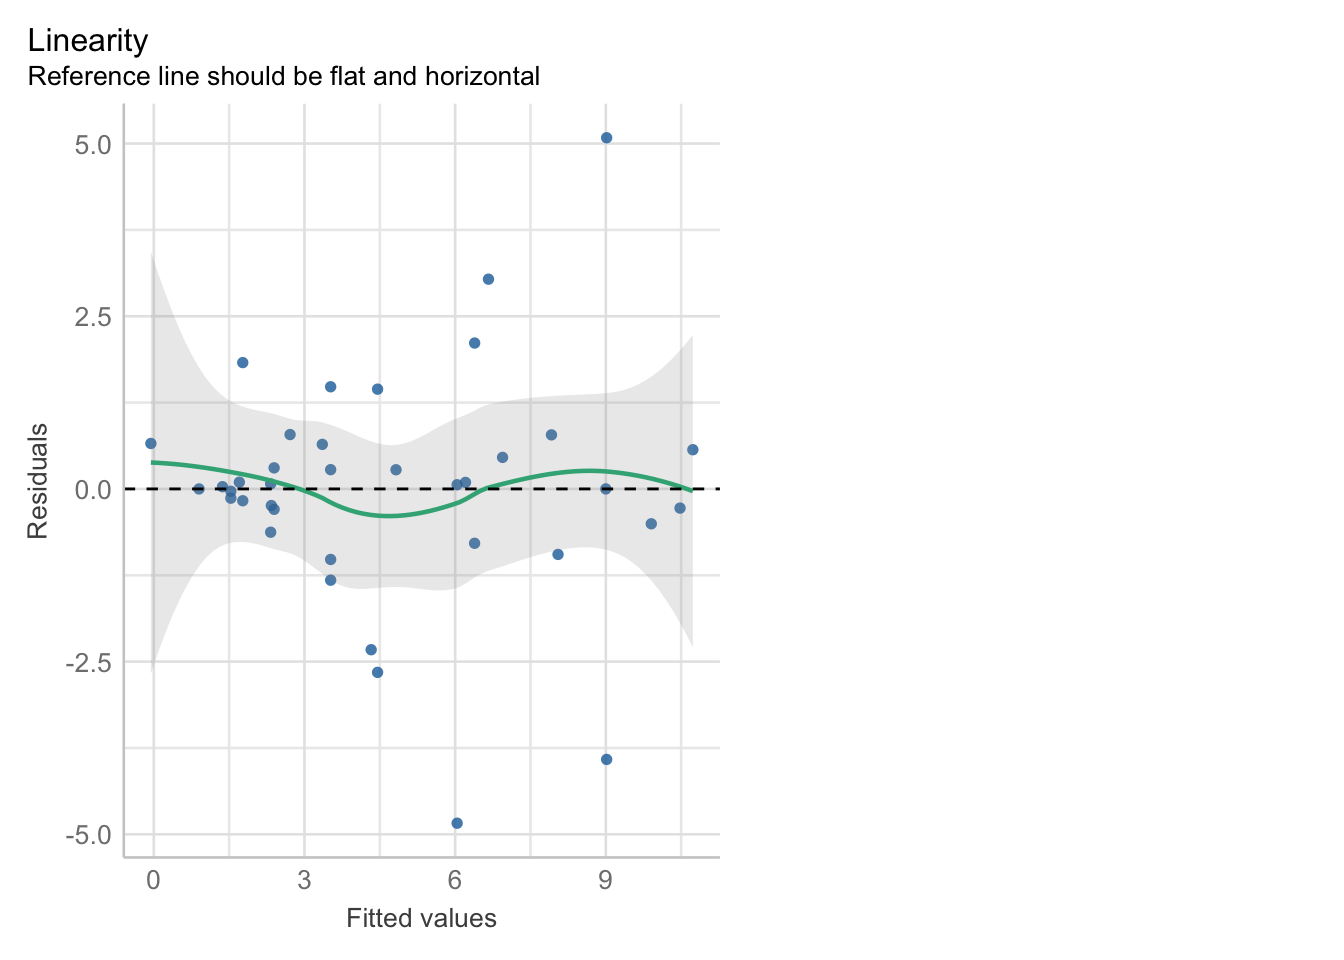 Linearity
Reference line should be flat and horizontal
5.0
2.5
0.0
-2.5
-5.0
Residuals
0 3 6 9
Fitted values